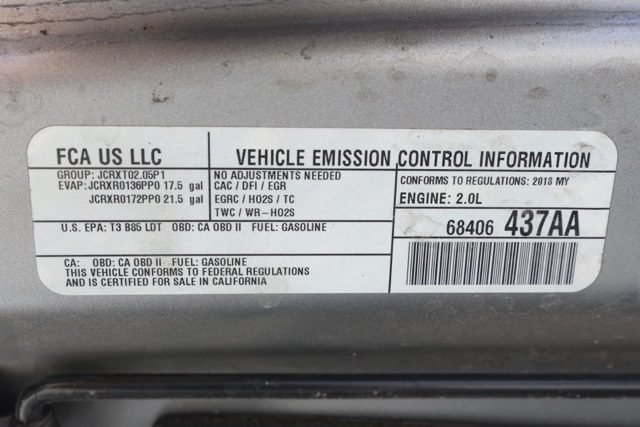 FCA US LLC
VEHICLE EMISSION CONTROL INFORMATION
GROUP: JCRXT02.05P1
EVAP: JCRXR0136PP0 17.5 gal
JCRXR0172PP0 21.5 gal
NO ADJUSTMENTS NEEDED
CAC / DFI / EGR
EGRC / HO2S / TC
TWC / WR-HO2S
CONFORMS TO REGULATIONS: 2018 MY
ENGINE: 2.0L
68406 437AA
U.S. EPA: T3 B85 LDT OBD: CA OBD II FUEL: GASOLINE
CA: OBD: CA OBD II FUEL: GASOLINE
THIS VEHICLE CONFORMS TO FEDERAL REGULATIONS
AND IS CERTIFIED FOR SALE IN CALIFORNIA